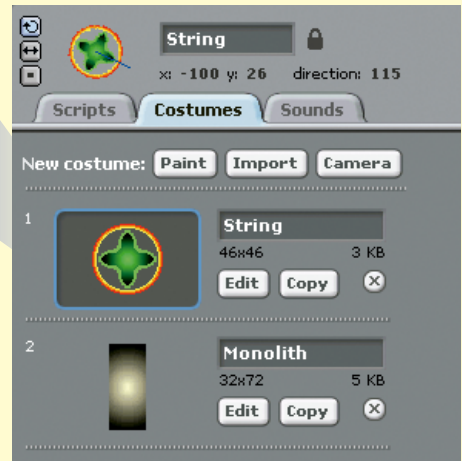 String
x: -100 y: 26 direction: 115
Scripts Costumes Sounds
New costume: Paint Import Camera
1
String
46x46 3 KB
Edit Copy
2
Monolith
32x72 5 KB
Edit Copy